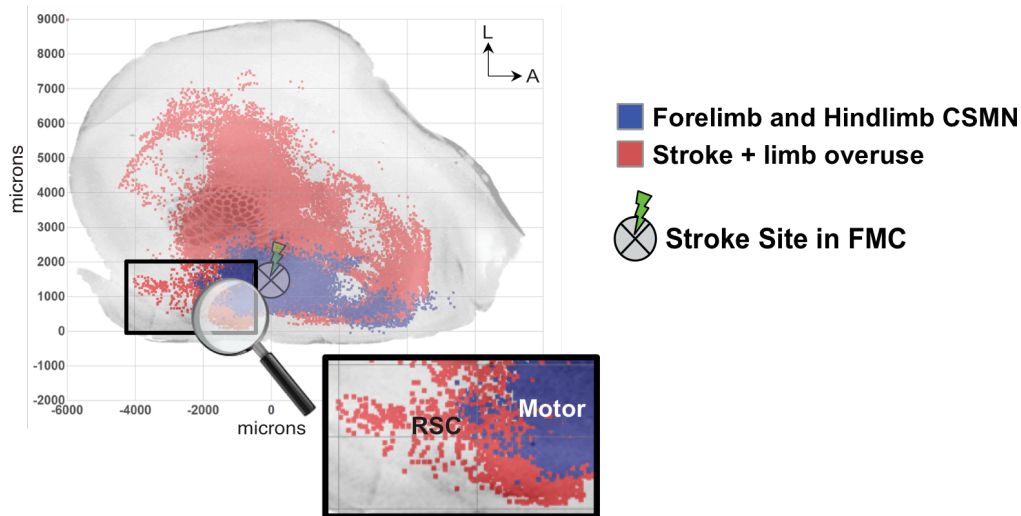 9000
8000
7000
6000
5000
4000
3000
2000
1000
0
-1000
-2000
microns
-6000 -4000 -2000 0
microns
L
A
Forelimb and Hindlimb CSMN
Stroke + limb overuse
Stroke Site in FMC
Motor
RSC